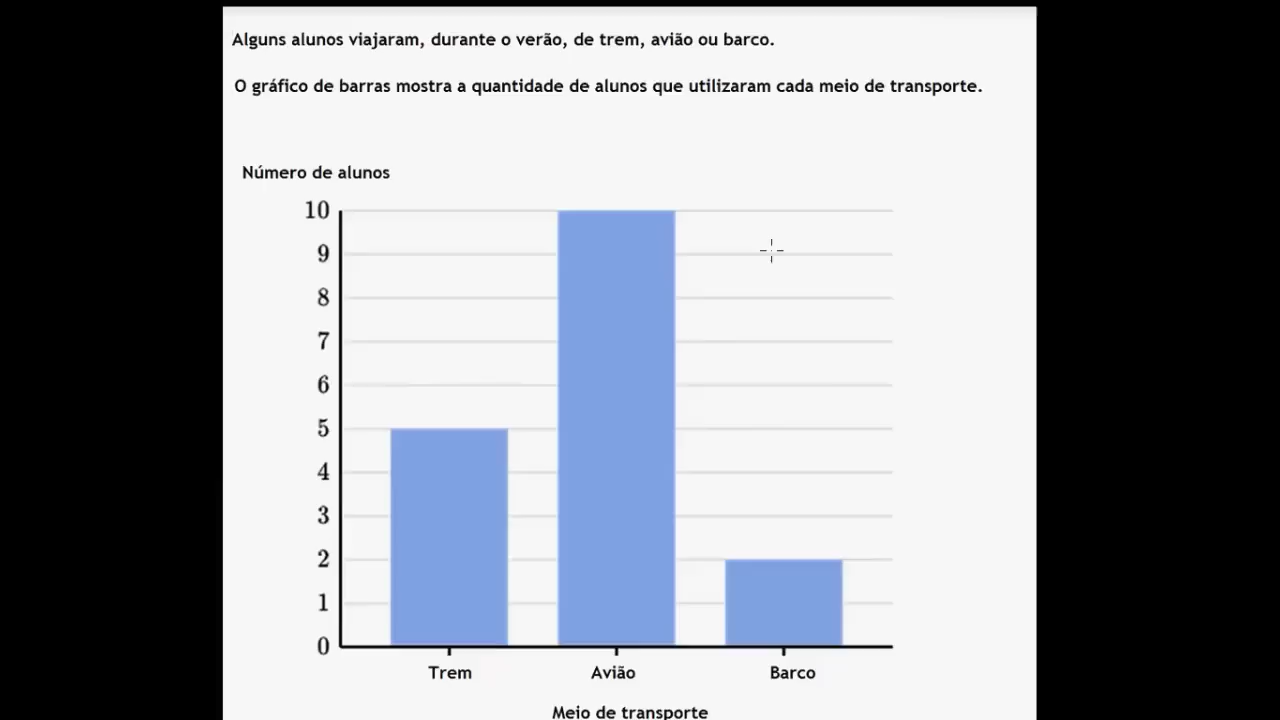 Alguns alunos viajaram, durante o verão, de trem, avião ou barco.
O gráfico de barras mostra a quantidade de alunos que utilizaram cada meio de transporte.
Número de alunos
10
9
8
7
6
5
4
3
2
1
0
Trem Avião Barco
Meio de transporte